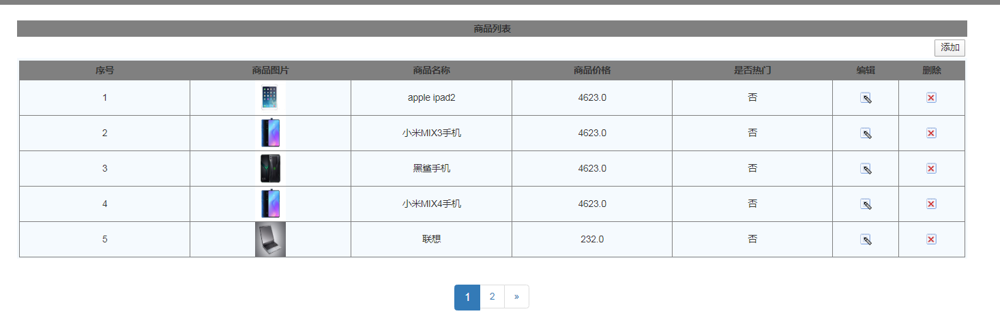 商品列表
添加
序号 商品图片 商品名称 商品价格 是否热门 编辑 删除
1 apple ipad2 4623.0 否
2 小米MIX3手机 4623.0 否
3 黑鲨手机 4623.0 否
4 小米MIX4手机 4623.0 否
5 联想 232.0 否
1 2 »